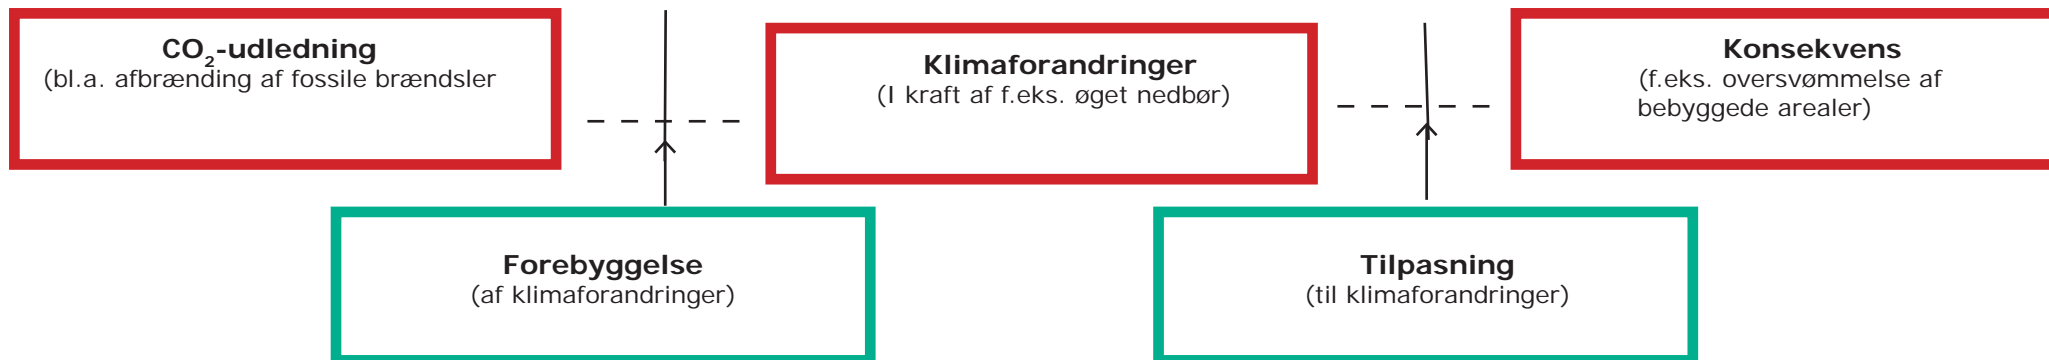 CO₂-udledning
(bl.a. afbrænding af fossile brændsler
Klimaforandringer
(I kraft af f.eks. øget nedbør)
Konsekvens
(f.eks. oversvømmelse af
bebyggede arealer)
Forebyggelse
(af klimaforandringer)
Tilpasning
(til klimaforandringer)